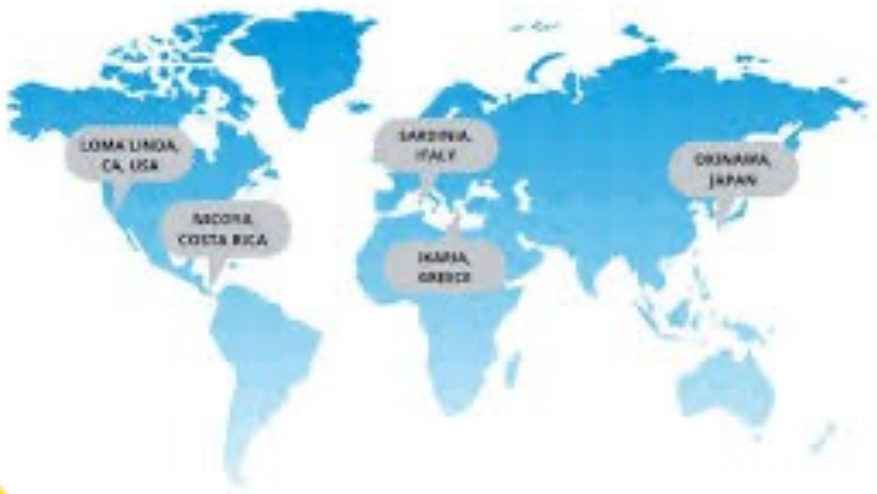 LOMA LINDA,
CA, USA
NICOYA,
COSTA RICA
SARDINIA,
ITALY
IKARIA,
GREECE
OKINAWA,
JAPAN